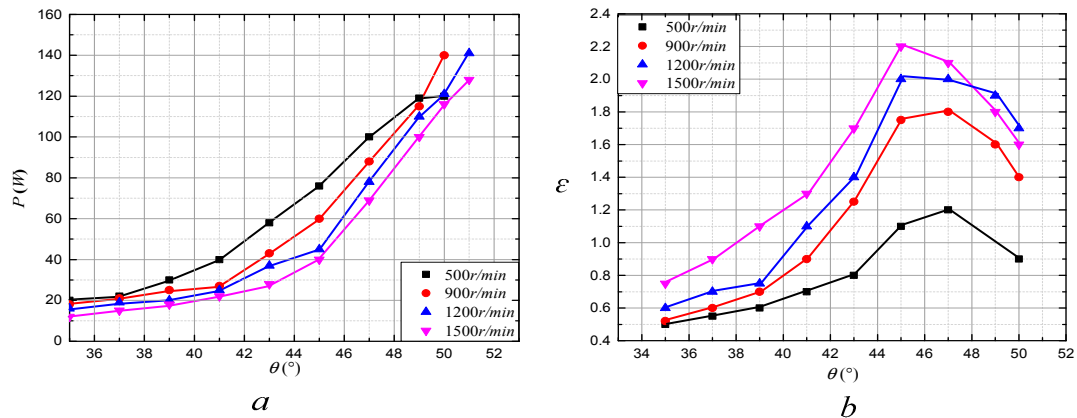 160
140
120
100
80
60
40
20
0
P (W)
36 38 40 42 44 46 48 50 52
θ (°)
500r/min
900r/min
1200r/min
1500r/min
a
2.4
2.2
2.0
1.8
1.6
1.4
1.2
1.0
0.8
0.6
0.4
ε
34 36 38 40 42 44 46 48 50 52
θ (°)
500r/min
900r/min
1200r/min
1500r/min
b